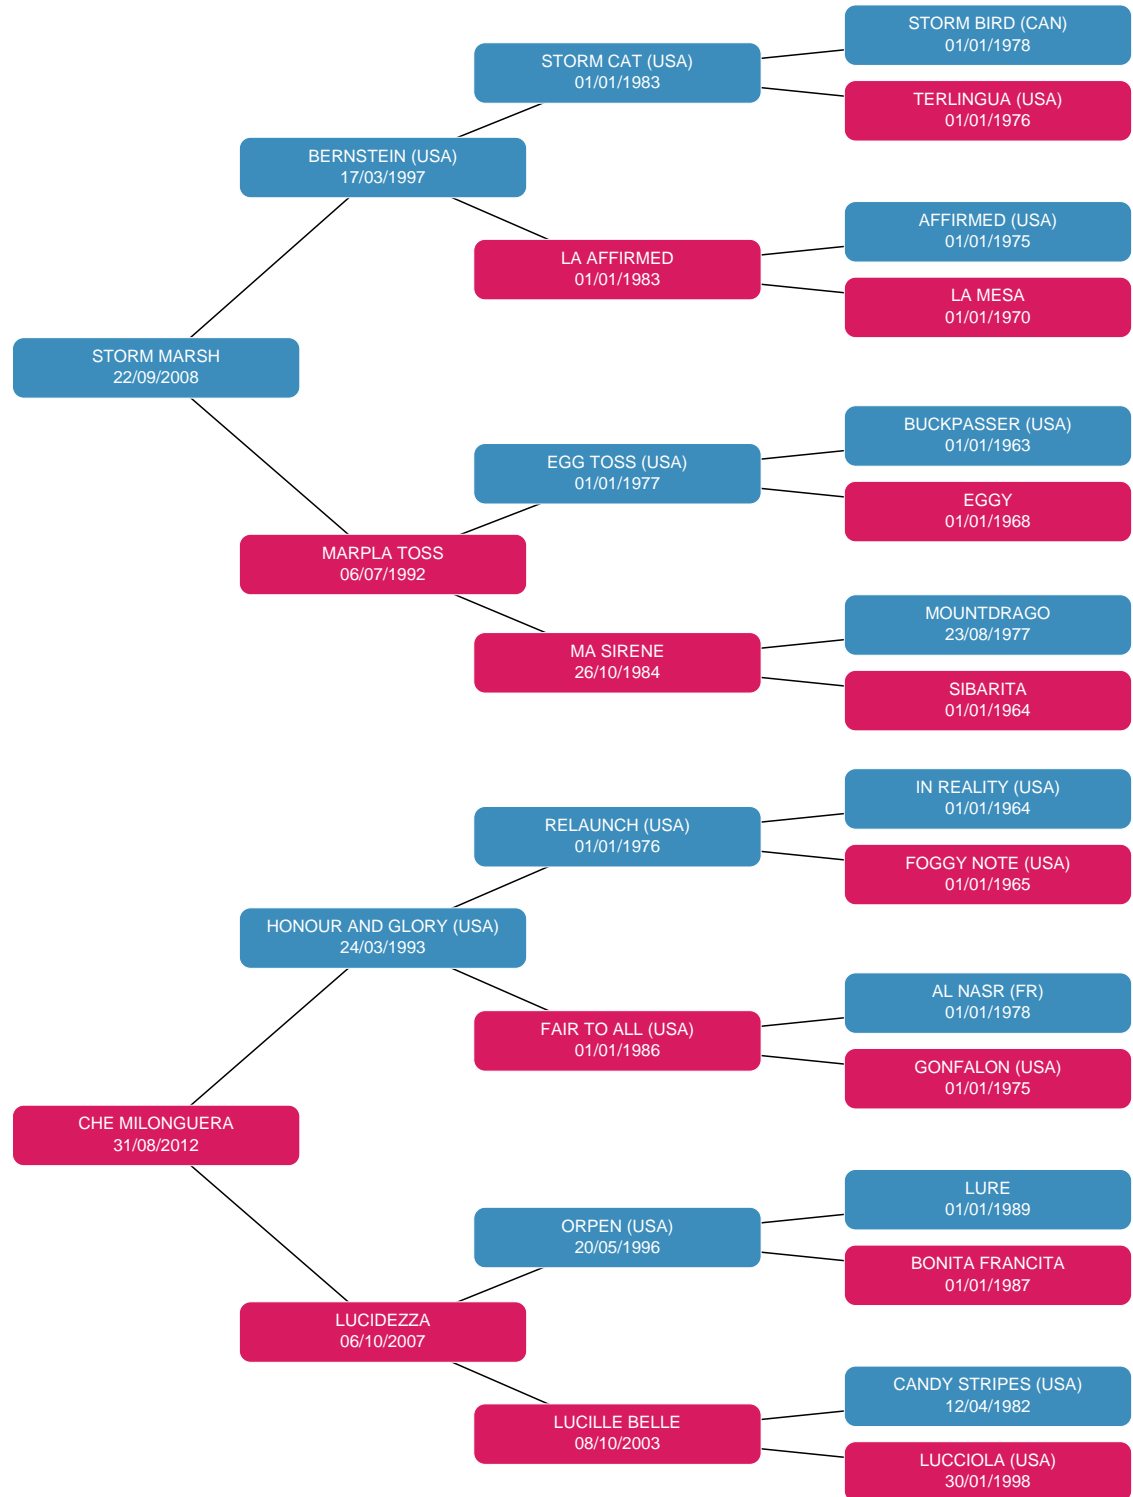 STORM BIRD (CAN)
01/01/1978
STORM CAT (USA)
01/01/1983
TERLINGUA (USA)
01/01/1976
BERNSTEIN (USA)
17/03/1997
AFFIRMED (USA)
01/01/1975
LA AFFIRMED
01/01/1983
LA MESA
01/01/1970
STORM MARSH
22/09/2008
BUCKPASSER (USA)
01/01/1963
EGG TOSS (USA)
01/01/1977
EGGY
01/01/1968
MARPLA TOSS
06/07/1992
MOUNTDRAGO
23/08/1977
MA SIRENE
26/10/1984
SIBARITA
01/01/1964
IN REALITY (USA)
01/01/1964
RELAUNCH (USA)
01/01/1976
FOGGY NOTE (USA)
01/01/1965
HONOUR AND GLORY (USA)
24/03/1993
AL NASR (FR)
01/01/1978
FAIR TO ALL (USA)
01/01/1986
GONFALON (USA)
01/01/1975
CHE MILONGUERA
31/08/2012
LURE
01/01/1989
ORPEN (USA)
20/05/1996
BONITA FRANCITA
01/01/1987
LUCIDEZZA
06/10/2007
CANDY STRIPES (USA)
12/04/1982
LUCILLE BELLE
08/10/2003
LUCCIOLA (USA)
30/01/1998